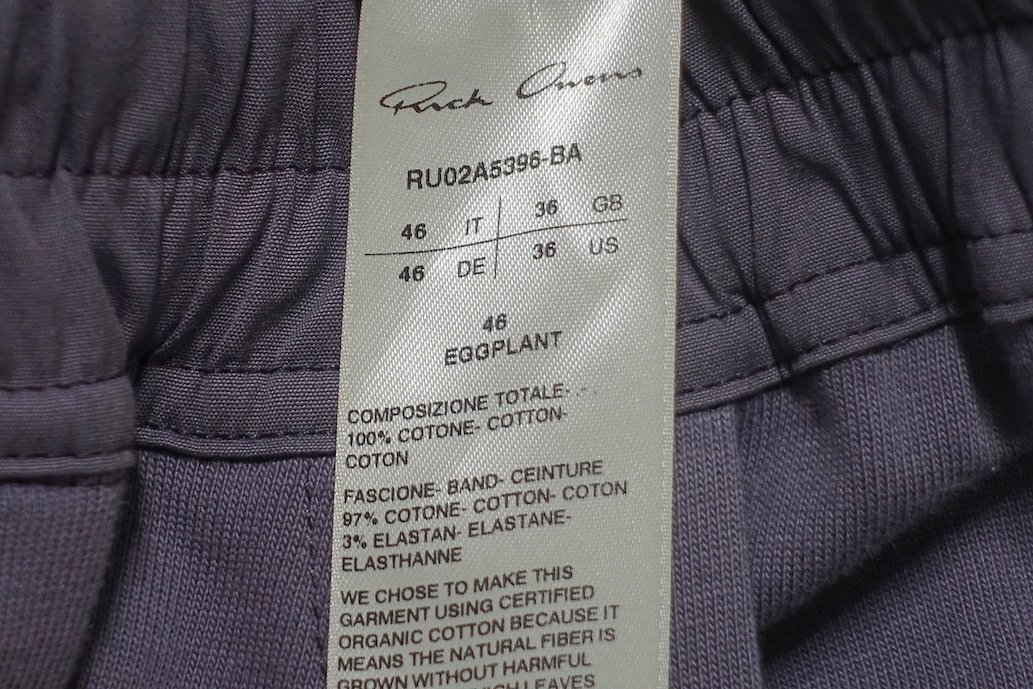 Rick Owens
RU02A5396-BA
46 IT 36 GB
46 DE 36 US
46
EGGPLANT
COMPOSIZIONE TOTALE- -
100% COTONE- COTTON-
COTON
FASCIONE- BAND- CEINTURE
97% COTONE- COTTON- COTON
3% ELASTAN- ELASTANE-
ELASTHANNE
WE CHOSE TO MAKE THIS
GARMENT USING CERTIFIED
ORGANIC COTTON BECAUSE IT
MEANS THE NATURAL FIBER IS
GROWN WITHOUT HARMFUL
LEAVES